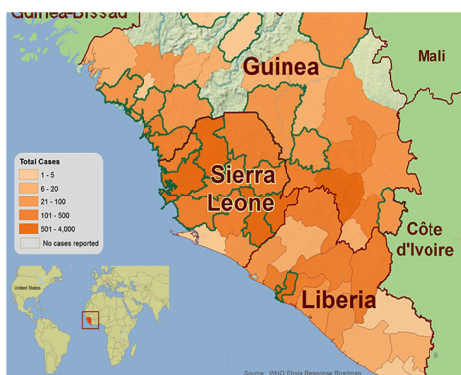 Guinea-Bissau
Mali
Guinea
Total Cases
1 - 5
6 - 20
21 - 100
101 - 500
501 - 4,000
No cases reported
Sierra
Leone
Côte
d'Ivoire
United States
Liberia
6
Source: WHO Ebola Response Roadmap